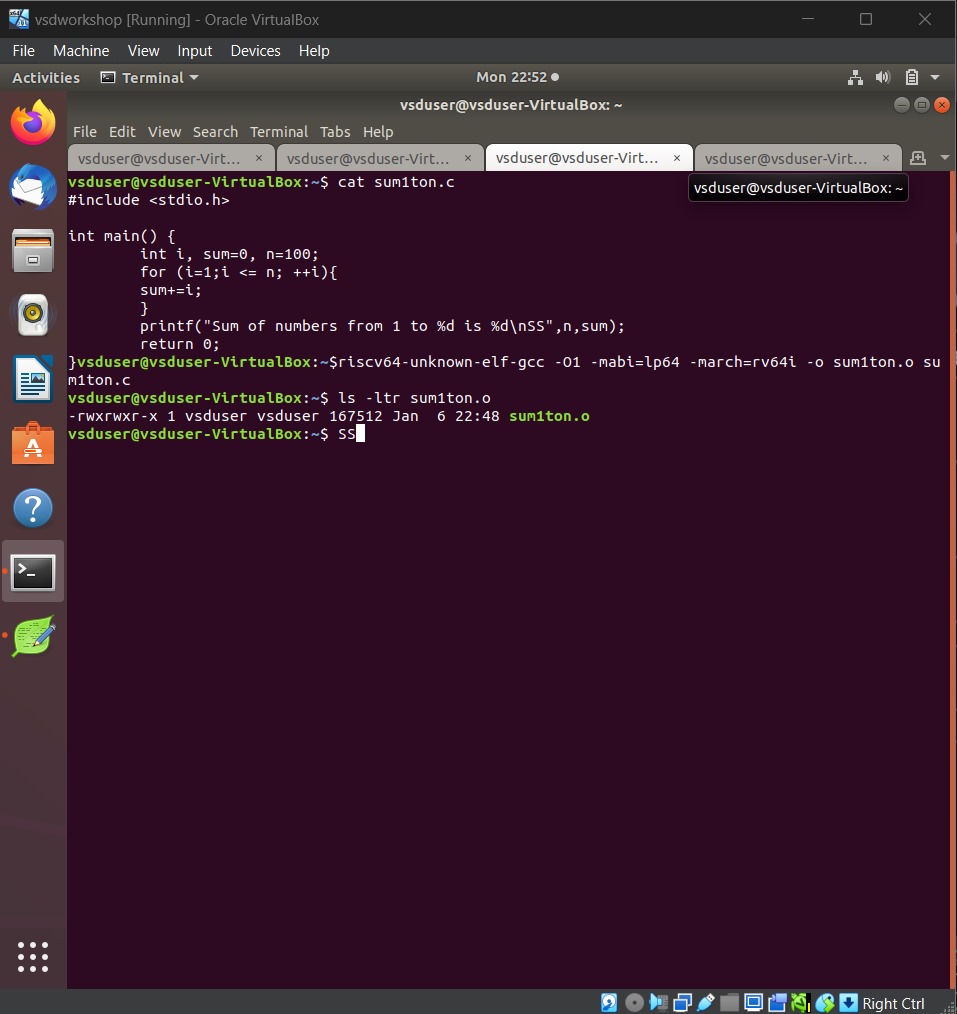 vsdworkshop [Running] - Oracle VirtualBox
File Machine View Input Devices Help
Activities Terminal Mon 22:52
vsduser@vsduser-VirtualBox: ~
File Edit View Search Terminal Tabs Help
vsduser@vsduser-Virt... × vsduser@vsduser-Virt... × vsduser@vsduser-Virt... × vsduser@vsduser-Virt... ×
vsduser@vsduser-VirtualBox: ~
vsduser@vsduser-VirtualBox:~$ cat sum1ton.c
#include <stdio.h>
int main() {
int i, sum=0, n=100;
for (i=1;i <= n; ++i){
sum+=i;
}
printf("Sum of numbers from 1 to %d is %d\nSS",n,sum);
return 0;
}vsduser@vsduser-VirtualBox:~$riscv64-unknown-elf-gcc -O1 -mabi=lp64 -march=rv64i -o sum1ton.o su
m1ton.c
vsduser@vsduser-VirtualBox:~$ ls -ltr sum1ton.o
-rwxrwxr-x 1 vsduser vsduser 167512 Jan  6 22:48 sum1ton.o
vsduser@vsduser-VirtualBox:~$ SS
Right Ctrl